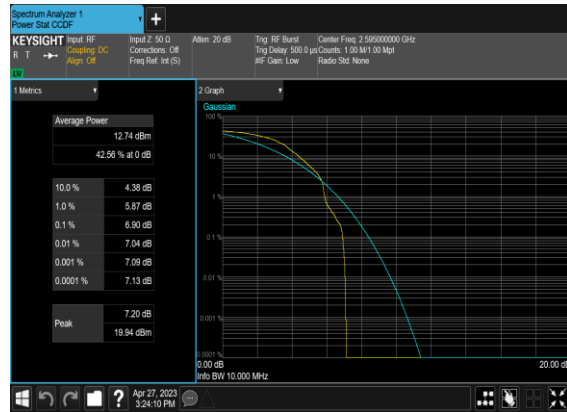 Spectrum Analyzer 1
Power Stat CCDF
KEYSIGHT
R T
Input: RF
Coupling: DC
Align: Off
Input Z: 50 Ω
Corrections: Off
Freq Ref: Int (S)
Atten: 20 dB
Trig: RF Burst
Trig Delay: 500.0 µs
#IF Gain: Low
Center Freq: 2.595000000 GHz
Counts: 1.00 M/1.00 Mpt
Radio Std: None
LV
1 Metrics
Average Power
12.74 dBm
42.56 % at 0 dB
10.0 % 4.38 dB
1.0 % 5.87 dB
0.1 % 6.90 dB
0.01 % 7.04 dB
0.001 % 7.09 dB
0.0001 % 7.13 dB
Peak
7.20 dB
19.94 dBm
2 Graph
Gaussian
100 %
10 %
1 %
0.1 %
0.01 %
0.001 %
0.0001 %
0.00 dB
20.00 dB
Info BW 10.000 MHz
Apr 27, 2023
3:24:10 PM